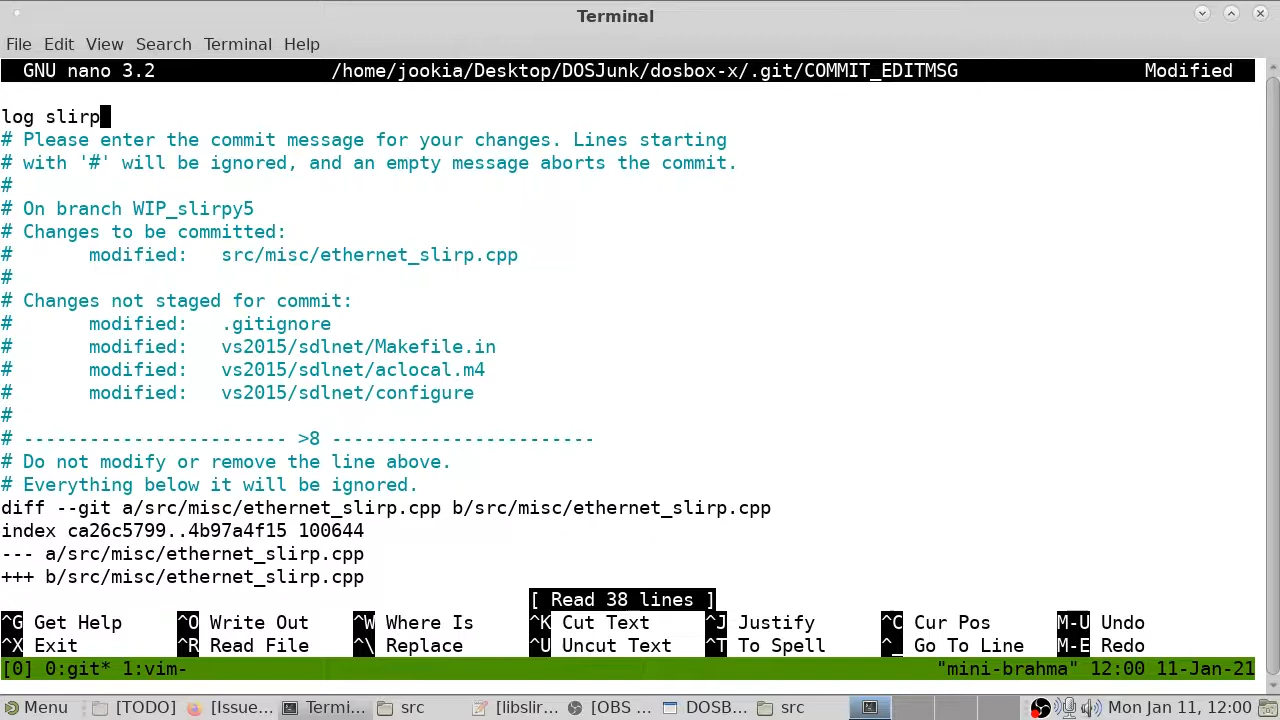 Terminal
File Edit View Search Terminal Help
GNU nano 3.2 /home/jookia/Desktop/DOSJunk/dosbox-x/.git/COMMIT_EDITMSG Modified
log slirp
# Please enter the commit message for your changes. Lines starting
# with '#' will be ignored, and an empty message aborts the commit.
#
# On branch WIP_slirpy5
# Changes to be committed:
# modified: src/misc/ethernet_slirp.cpp
#
# Changes not staged for commit:
# modified: .gitignore
# modified: vs2015/sdlnet/Makefile.in
# modified: vs2015/sdlnet/aclocal.m4
# modified: vs2015/sdlnet/configure
#
# ------------------------ >8 ------------------------
# Do not modify or remove the line above.
# Everything below it will be ignored.
diff --git a/src/misc/ethernet_slirp.cpp b/src/misc/ethernet_slirp.cpp
index ca26c5799..4b97a4f15 100644
--- a/src/misc/ethernet_slirp.cpp
+++ b/src/misc/ethernet_slirp.cpp
[ Read 38 lines ]
^G Get Help ^O Write Out ^W Where Is ^K Cut Text ^J Justify ^C Cur Pos M-U Undo
^X Exit ^R Read File ^\ Replace ^U Uncut Text ^T To Spell ^_ Go To Line M-E Redo
[0] 0:git* 1:vim- "mini-brahma" 12:00 11-Jan-21
Menu [TODO] [Issue... Termi... src [libslir... [OBS ... DOSB... src Mon Jan 11, 12:00